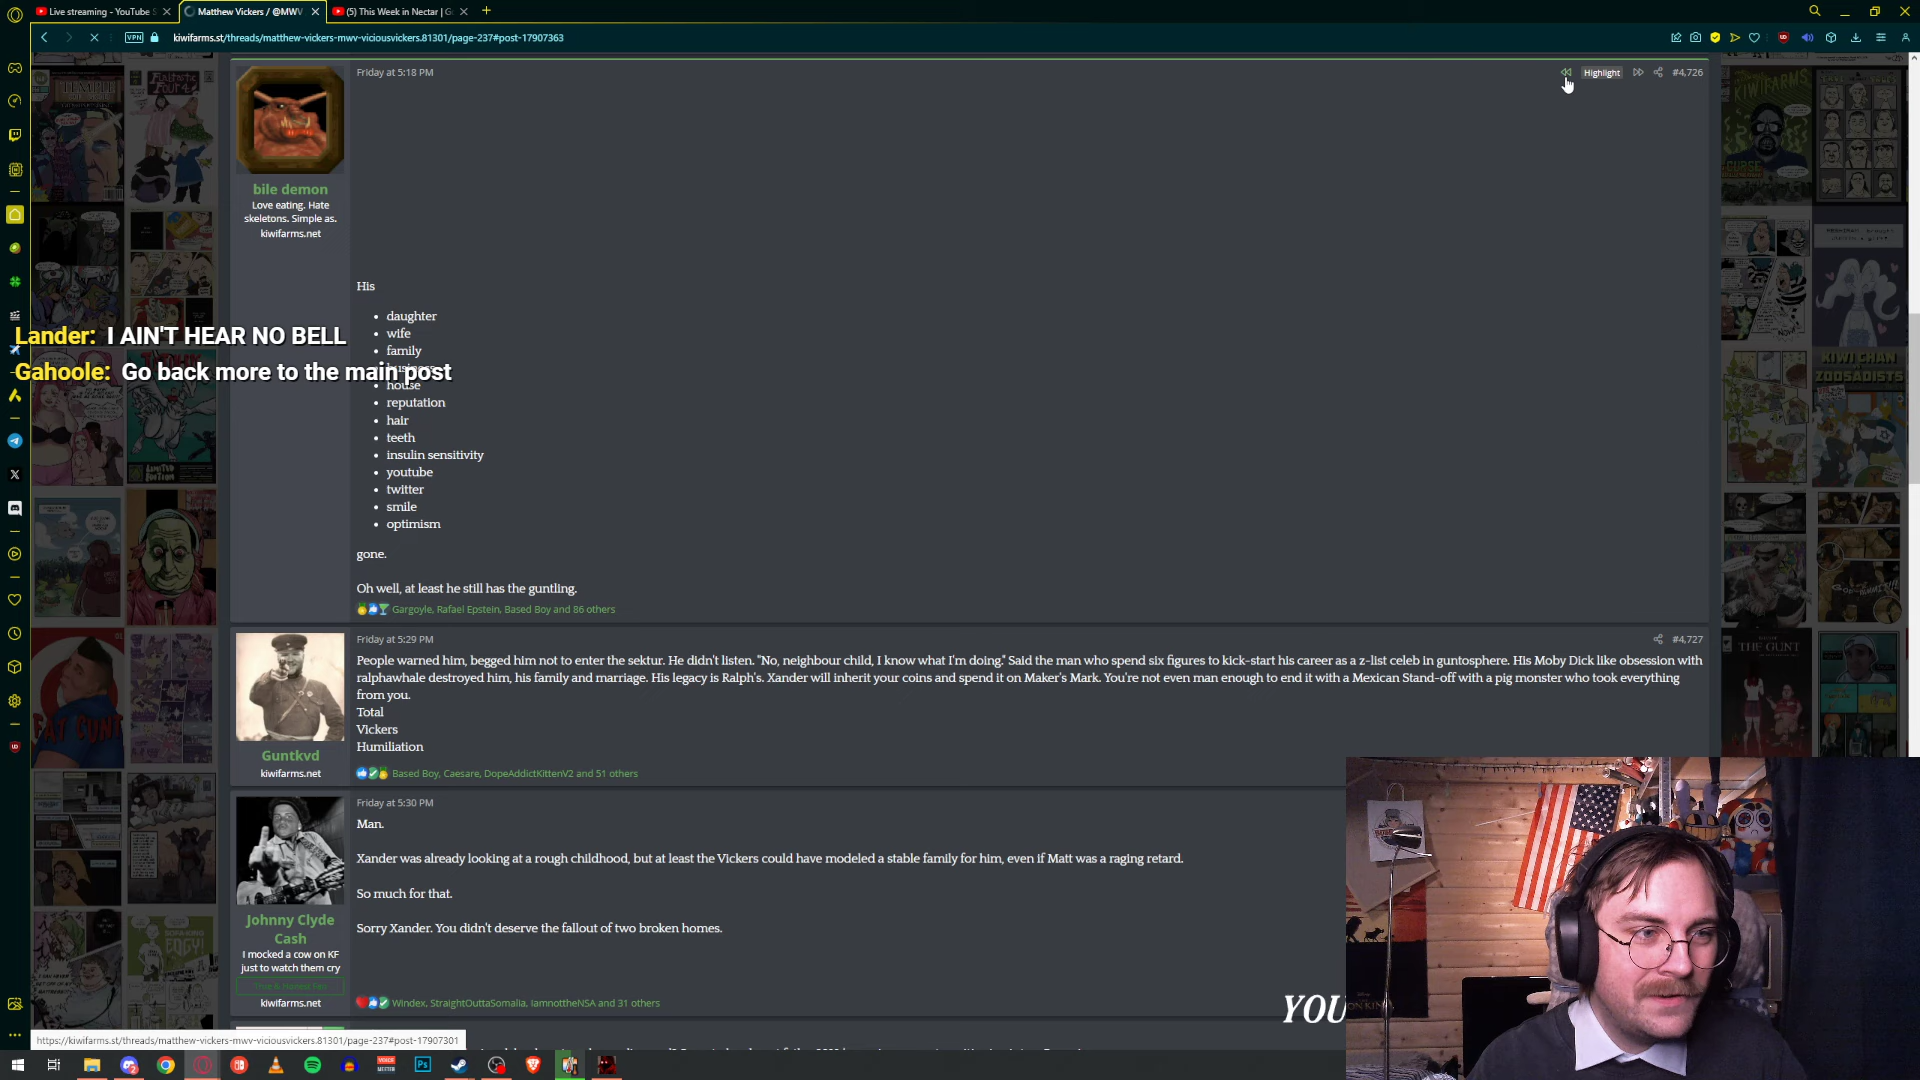 Live streaming - YouTube S
Matthew Vickers / @MWV
(5) This Week in Nectar | G
VPN
kiwifarms.st/threads/matthew-vickers-mwv-viciousvickers.81301/page-237#post-17907363
Friday at 5:18 PM
Highlight
#4,726
bile demon
Love eating. Hate
skeletons. Simple as.
kiwifarms.net
His
daughter
wife
family
business
house
reputation
hair
teeth
insulin sensitivity
youtube
twitter
smile
optimism
gone.
Oh well, at least he still has the guntling.
Gargoyle, Rafael Epstein, Based Boy and 86 others
Lander: I AIN'T HEAR NO BELL
Gahoole: Go back more to the main post
Friday at 5:29 PM
#4,727
People warned him, begged him not to enter the sektur. He didn't listen. "No, neighbour child, I know what I'm doing." Said the man who spend six figures to kick-start his career as a z-list celeb in guntosphere. His Moby Dick like obsession with
ralphawhale destroyed him, his family and marriage. His legacy is Ralph's. Xander will inherit your coins and spend it on Maker's Mark. You're not even man enough to end it with a Mexican Stand-off with a pig monster who took everything
from you.
Total
Vickers
Humiliation
Guntkvd
kiwifarms.net
Based Boy, Caesare, DopeAddictKittenV2 and 51 others
Friday at 5:30 PM
Man.
Xander was already looking at a rough childhood, but at least the Vickers could have modeled a stable family for him, even if Matt was a raging retard.
So much for that.
Sorry Xander. You didn't deserve the fallout of two broken homes.
Johnny Clyde
Cash
I mocked a cow on KF
just to watch them cry
kiwifarms.net
Windex, StraightOuttaSomalia, IamnottheNSA and 31 others
YOU
https://kiwifarms.st/threads/matthew-vickers-mwv-viciousvickers.81301/page-237#post-17907301
KIWI CHAN
ZOOSADISTS
THE GUNT
FAT CUNT